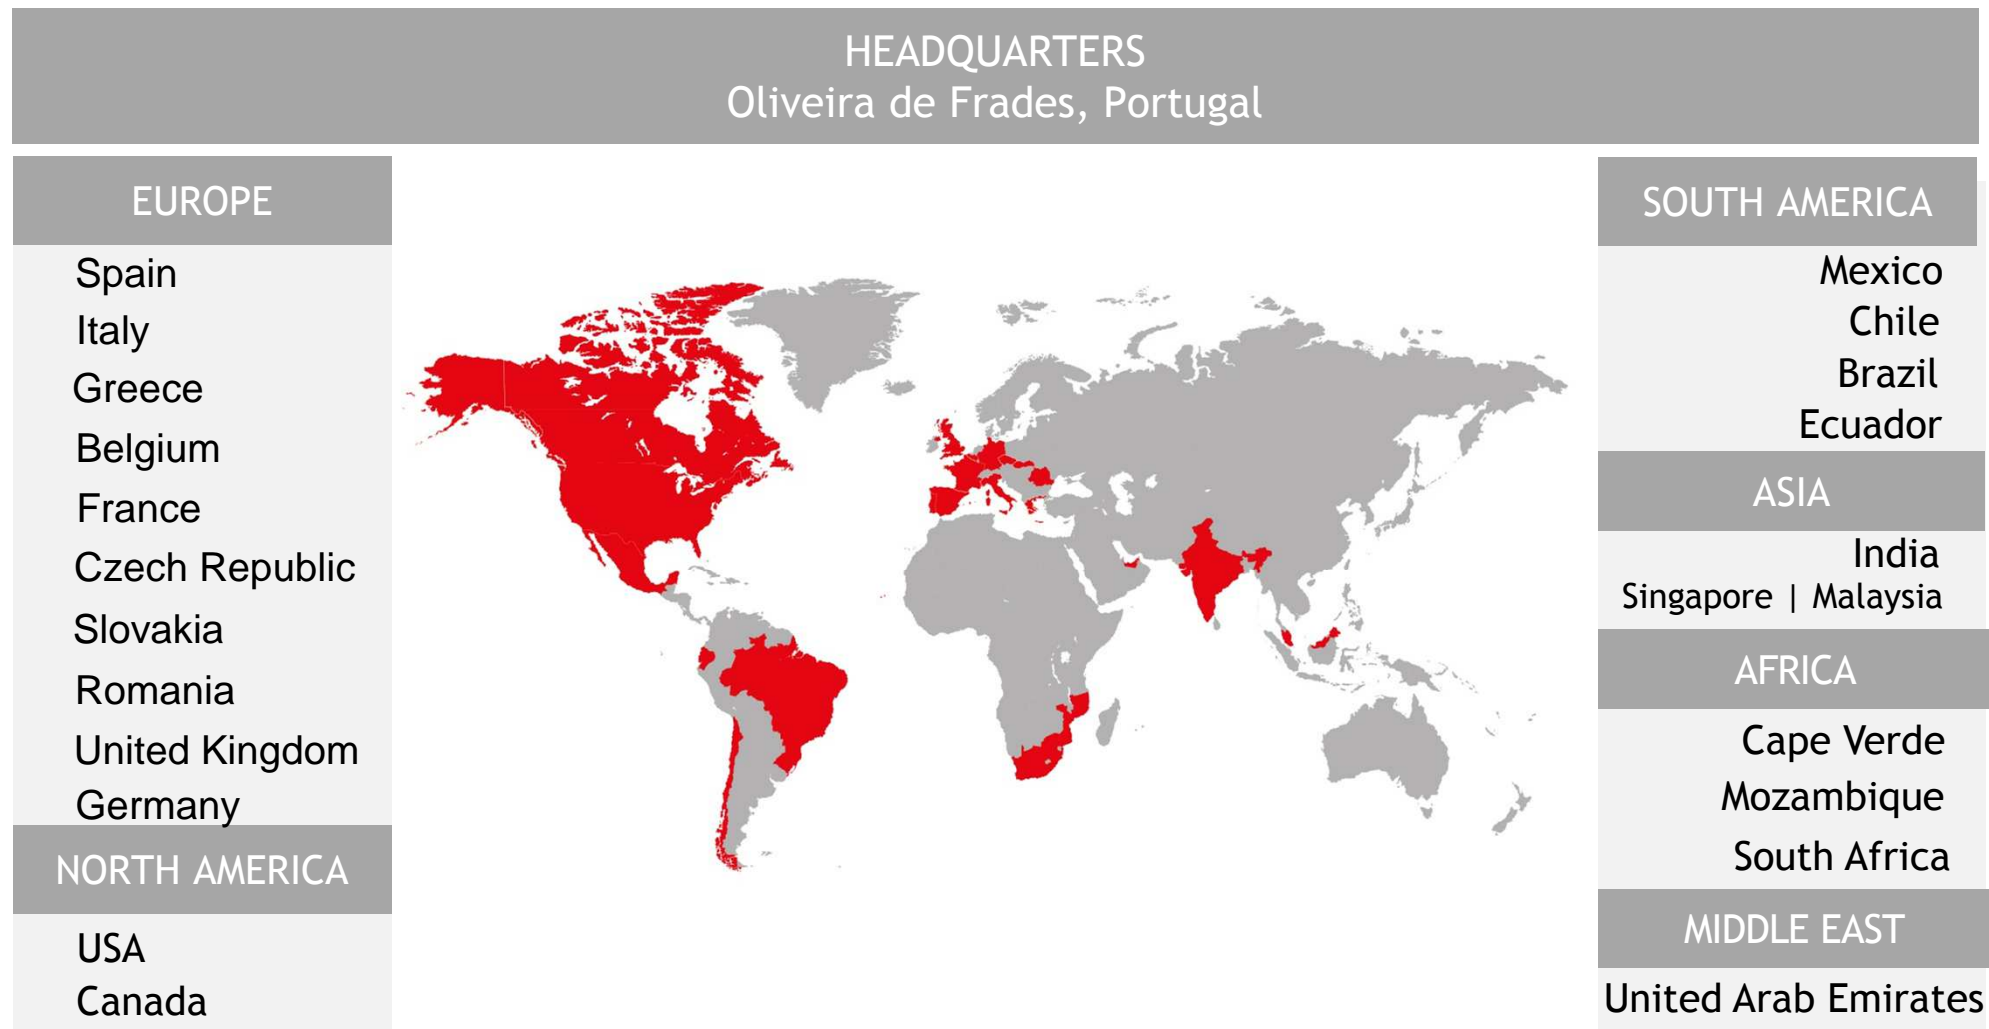 HEADQUARTERS
Oliveira de Frades, Portugal
EUROPE
Spain
Italy
Greece
Belgium
France
Czech Republic
Slovakia
Romania
United Kingdom
Germany
NORTH AMERICA
USA
Canada
SOUTH AMERICA
Mexico
Chile
Brazil
Ecuador
ASIA
India
Singapore | Malaysia
AFRICA
Cape Verde
Mozambique
South Africa
MIDDLE EAST
United Arab Emirates